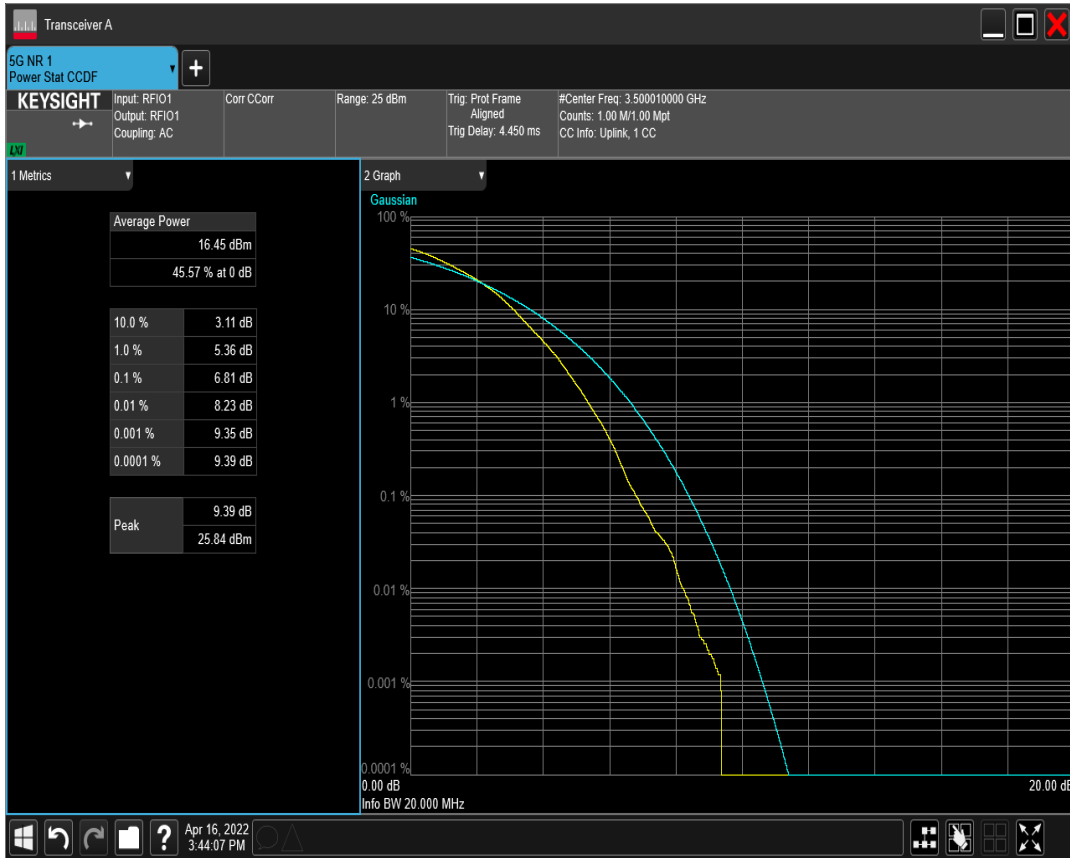 Transceiver A
5G NR 1
Power Stat CCDF
KEYSIGHT
LXI
Input: RFIO1
Output: RFIO1
Coupling: AC
Corr CCorr
Range: 25 dBm
Trig: Prot Frame
Aligned
Trig Delay: 4.450 ms
#Center Freq: 3.500010000 GHz
Counts: 1.00 M/1.00 Mpt
CC Info: Uplink, 1 CC
1 Metrics
Average Power
16.45 dBm
45.57 % at 0 dB
10.0 % 3.11 dB
1.0 % 5.36 dB
0.1 % 6.81 dB
0.01 % 8.23 dB
0.001 % 9.35 dB
0.0001 % 9.39 dB
Peak
9.39 dB
25.84 dBm
2 Graph
Gaussian
100 %
10 %
1 %
0.1 %
0.01 %
0.001 %
0.0001 %
0.00 dB 20.00 dB
Info BW 20.000 MHz
? Apr 16, 2022
3:44:07 PM